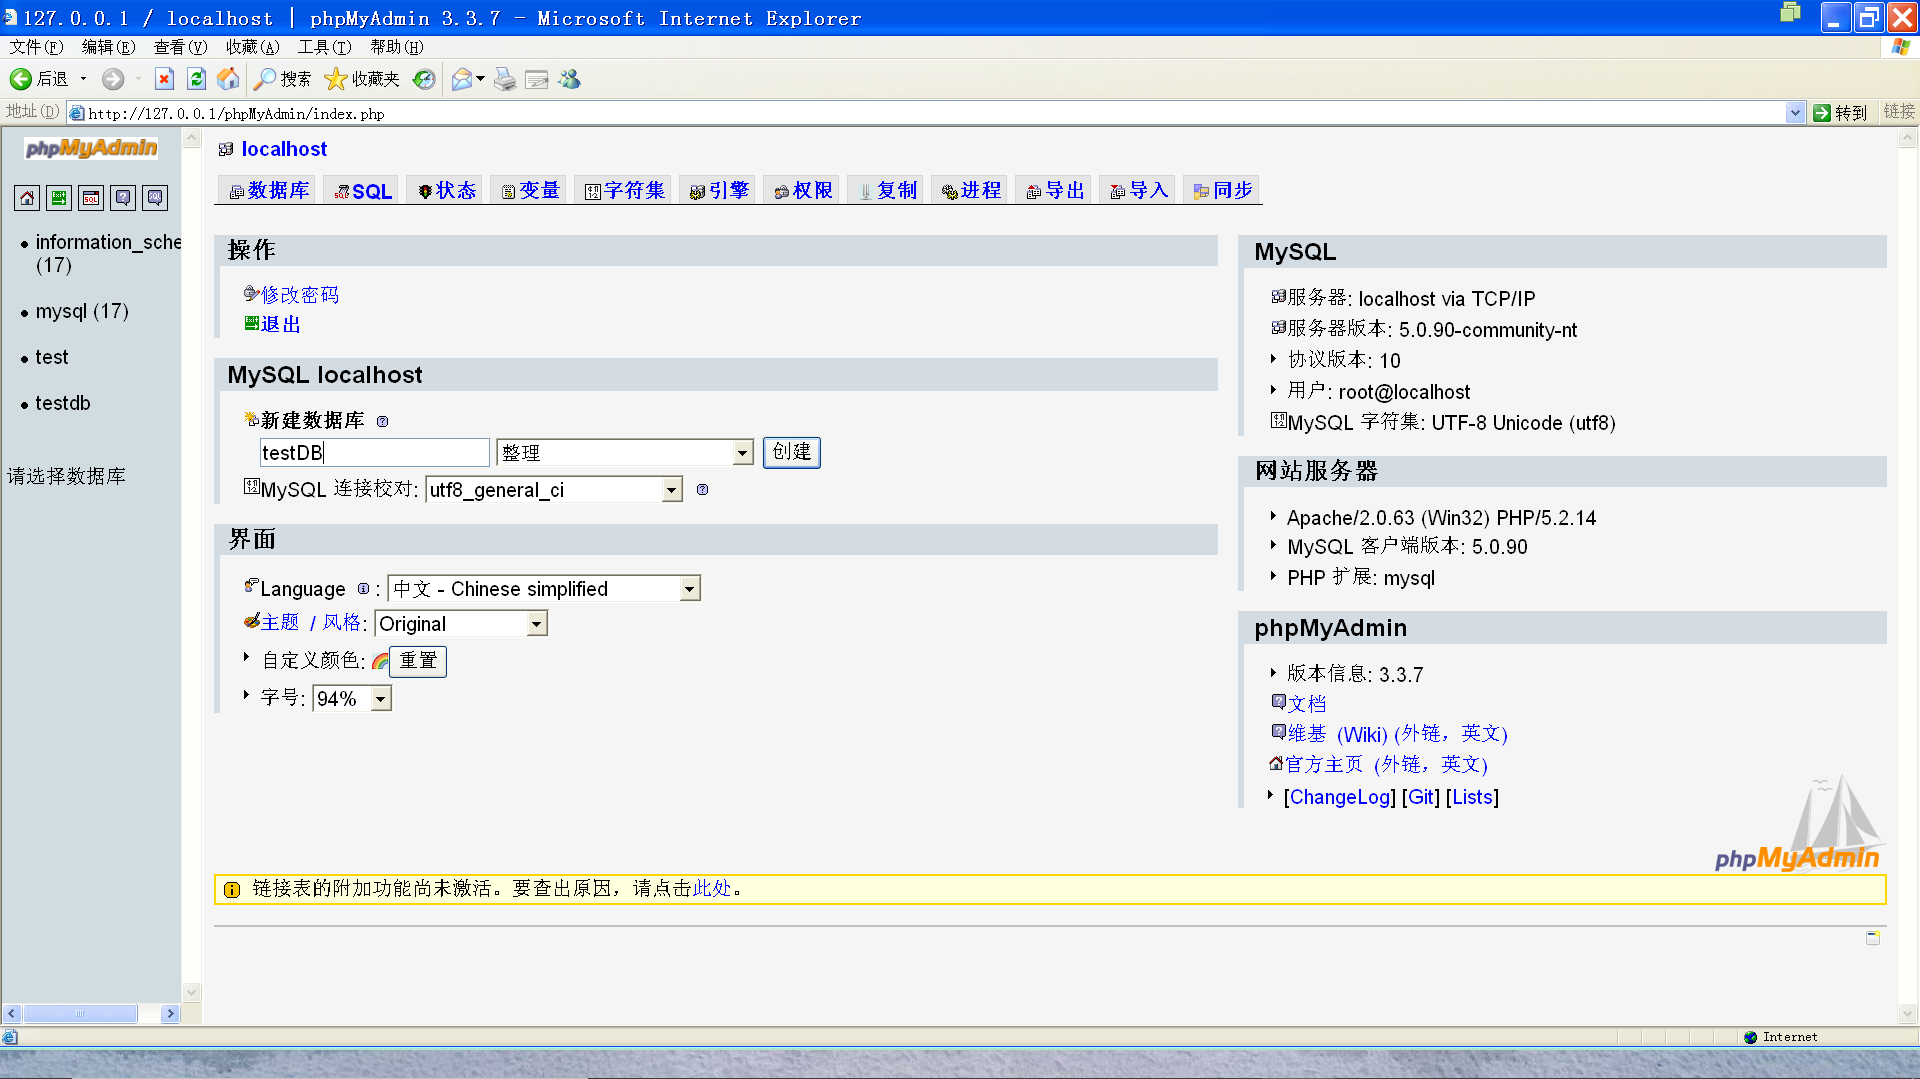 127.0.0.1 / localhost | phpMyAdmin 3.3.7 - Microsoft Internet Explorer
文件(F) 编辑(E) 查看(V) 收藏(A) 工具(T) 帮助(H)
后退 搜索 收藏夹
地址(D) http://127.0.0.1/phpMyAdmin/index.php 转到 链接
phpMyAdmin
SQL
information_sche
(17)
mysql (17)
test
testdb
请选择数据库
localhost
数据库 SQL 状态 变量 字符集 引擎 权限 复制 进程 导出 导入 同步
操作
修改密码
退出
MySQL localhost
新建数据库
testDB 整理 创建
MySQL 连接校对: utf8_general_ci
界面
Language : 中文 - Chinese simplified
主题 / 风格: Original
自定义颜色: 重置
字号: 94%
MySQL
服务器: localhost via TCP/IP
服务器版本: 5.0.90-community-nt
协议版本: 10
用户: root@localhost
MySQL 字符集: UTF-8 Unicode (utf8)
网站服务器
Apache/2.0.63 (Win32) PHP/5.2.14
MySQL 客户端版本: 5.0.90
PHP 扩展: mysql
phpMyAdmin
版本信息: 3.3.7
文档
维基 (Wiki) (外链，英文)
官方主页 (外链，英文)
[ChangeLog] [Git] [Lists]
phpMyAdmin
链接表的附加功能尚未激活。要查出原因，请点击此处。
Internet